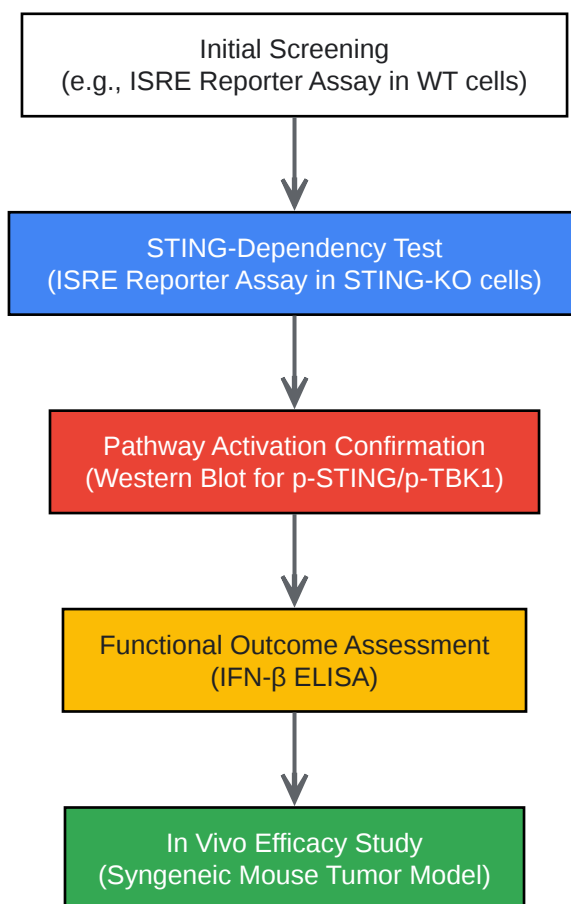 Initial Screening
(e.g., ISRE Reporter Assay in WT cells)
STING-Dependency Test
(ISRE Reporter Assay in STING-KO cells)
Pathway Activation Confirmation
(Western Blot for p-STING/p-TBK1)
Functional Outcome Assessment
(IFN-β ELISA)
In Vivo Efficacy Study
(Syngeneic Mouse Tumor Model)